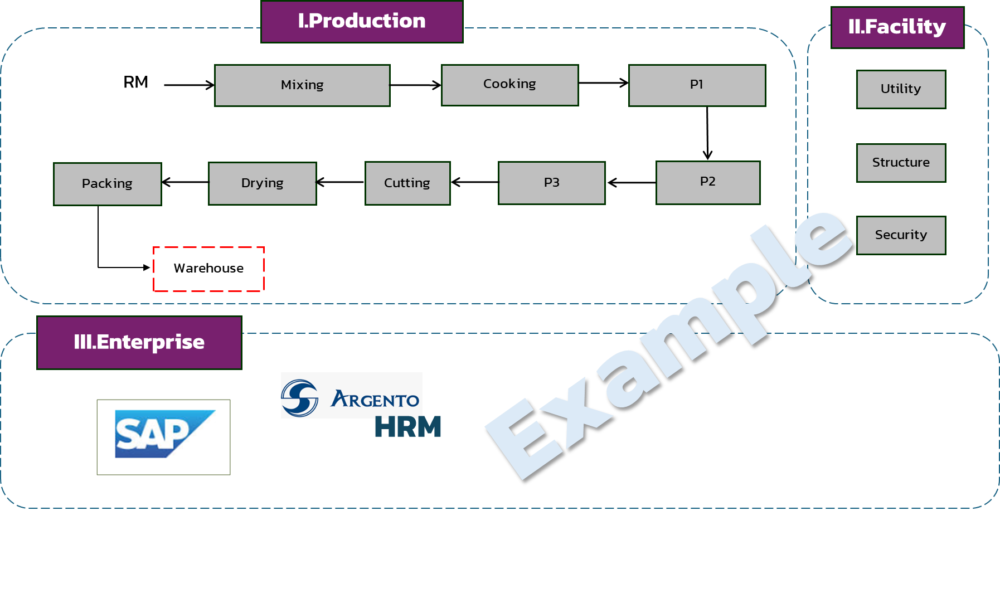 I.Production
II.Facility
RM
Mixing
Cooking
P1
Utility
Structure
Packing
Drying
Cutting
P3
P2
Security
Warehouse
Example
III.Enterprise
SAP
ARGENTO
HRM